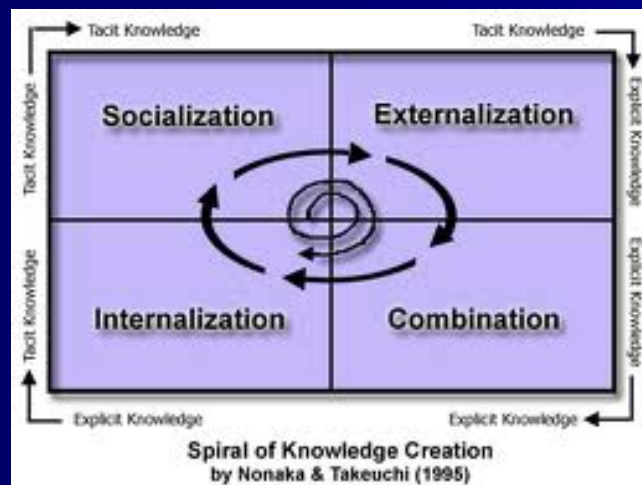 Tacit Knowledge
Tacit Knowledge
Tacit Knowledge
Socialization
Externalization
Explicit Knowledge
Tacit Knowledge
Internalization
Combination
Explicit Knowledge
Explicit Knowledge
Explicit Knowledge
Spiral of Knowledge Creation
by Nonaka & Takeuchi (1995)